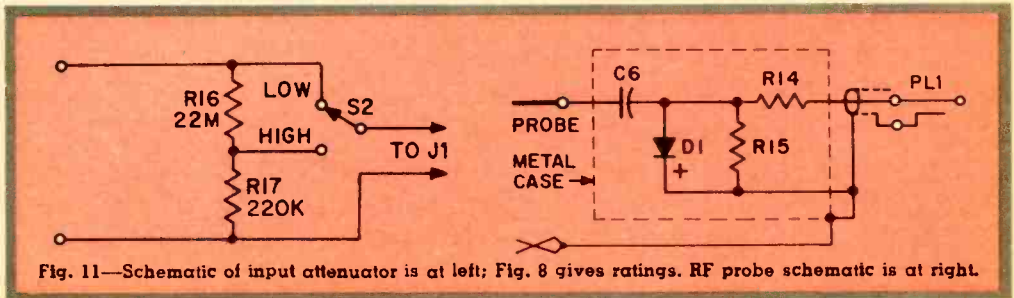 R16
22M
LOW
S2
HIGH
TO J1
R17
220K
C6
R14
PL1
PROBE
D1
+
R15
METAL
CASE
Fig. 11—Schematic of input attenuator is at left; Fig. 8 gives ratings. RF probe schematic is at right.